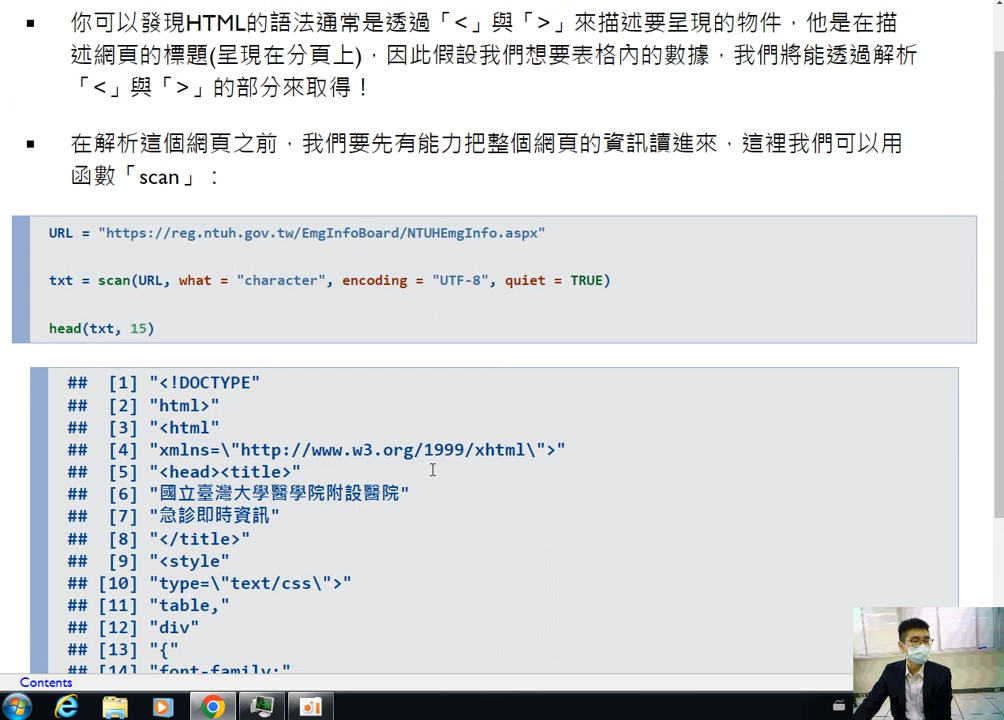 ▪ 你可以發現HTML的語法通常是透過「<」與「>」來描述要呈現的物件，他是在描
述網頁的標題(呈現在分頁上)，因此假設我們想要表格內的數據，我們將能透過解析
「<」與「>」的部分來取得！
▪ 在解析這個網頁之前，我們要先有能力把整個網頁的資訊讀進來，這裡我們可以用
函數「scan」：
URL = "https://reg.ntuh.gov.tw/EmgInfoBoard/NTUHEmgInfo.aspx"
txt = scan(URL, what = "character", encoding = "UTF-8", quiet = TRUE)
head(txt, 15)
## [1] "<!DOCTYPE"
## [2] "html>"
## [3] "<html"
## [4] "xmlns=\"http://www.w3.org/1999/xhtml\">"
## [5] "<head><title>"
## [6] "國立臺灣大學醫學院附設醫院"
## [7] "急診即時資訊"
## [8] "</title>"
## [9] "<style"
## [10] "type=\"text/css\">"
## [11] "table,"
## [12] "div"
## [13] "{"
## [14] "font-family:"
Contents